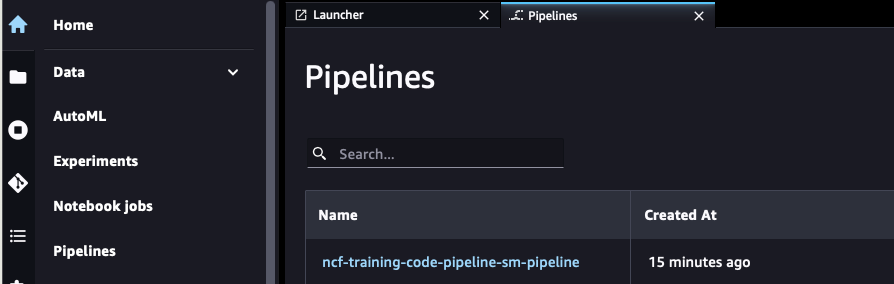 Home
Data
AutoML
Experiments
Notebook jobs
Pipelines
Launcher
Pipelines
Pipelines
Search...
Name Created At
ncf-training-code-pipeline-sm-pipeline 15 minutes ago